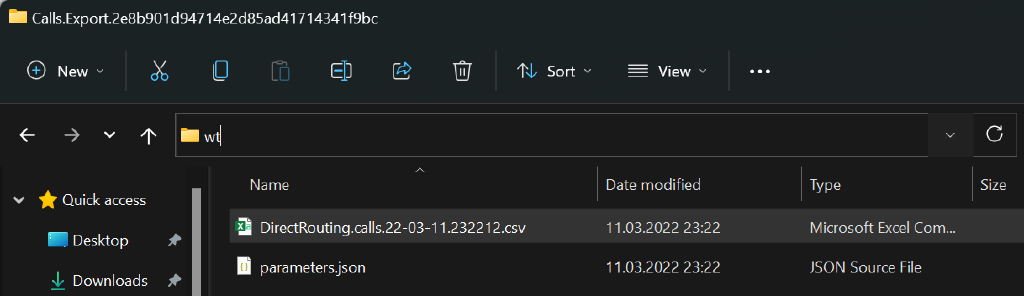 Calls.Export.2e8b901d94714e2d85ad41714341f9bc
New Sort View
wt
Name Date modified Type Size
Quick access
DirectRouting.calls.22-03-11.232212.csv 11.03.2022 23:22 Microsoft Excel Com...
Desktop
parameters.json 11.03.2022 23:22 JSON Source File
Downloads